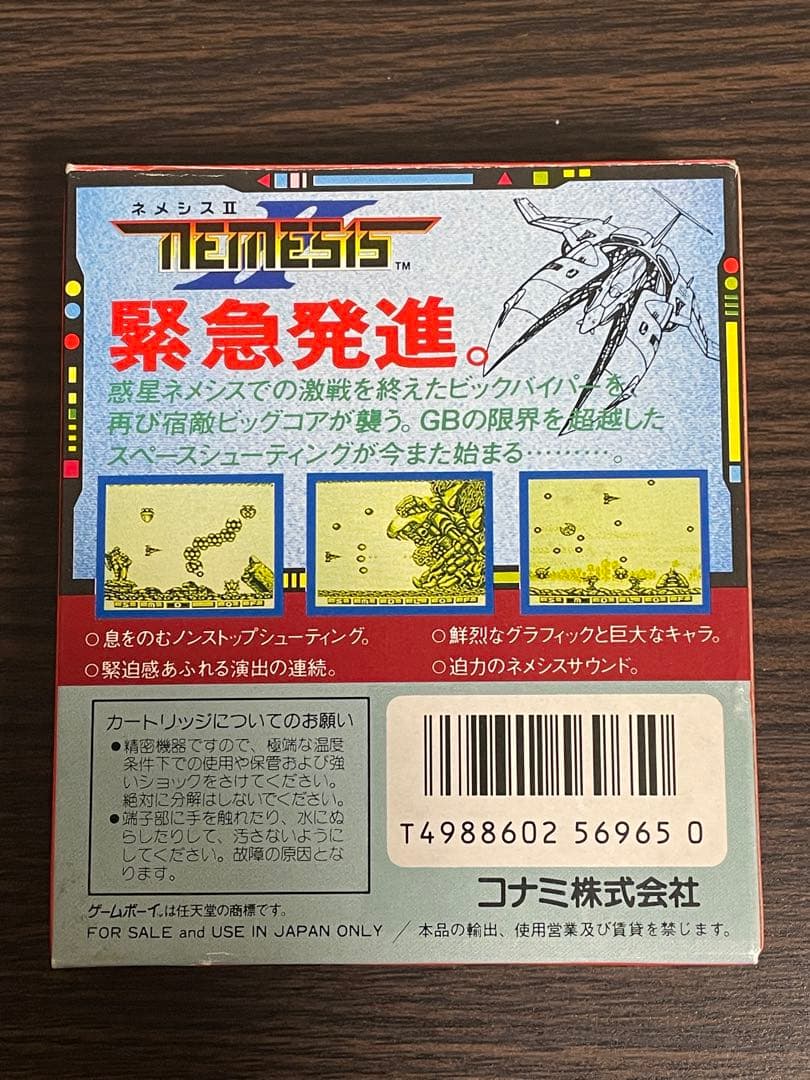 ネメシスⅡ
NEMESIS Ⅱ™
緊急発進。
惑星ネメシスでの激戦を終えたビックバイパーを、
再び宿敵ビッグコアが襲う。GBの限界を超越した
スペースシューティングが今また始まる………。
○息をのむノンストップシューティング。
○鮮烈なグラフィックと巨大なキャラ。
○緊迫感あふれる演出の連続。
○迫力のネメシスサウンド。
カートリッジについてのお願い
●精密機器ですので、極端な温度
条件下での使用や保管および強
いショックをさけてください。
絶対に分解はしないでください。
●端子部に手を触れたり、水にぬ
らしたりして、汚さないように
してください。故障の原因とな
ります。
T4988602 56965 0
コナミ株式会社
ゲームボーイ®は任天堂の商標です。
FOR SALE and USE IN JAPAN ONLY / 本品の輸出、使用営業及び賃貸を禁じます。